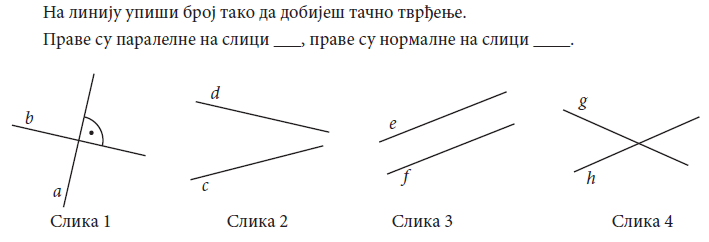 На линију упиши број тако да добијеш тачно тврђење.
Праве су паралелне на слици ___, праве су нормалне на слици ____.
b
a
d
c
e
f
g
h
Слика 1 Слика 2 Слика 3 Слика 4